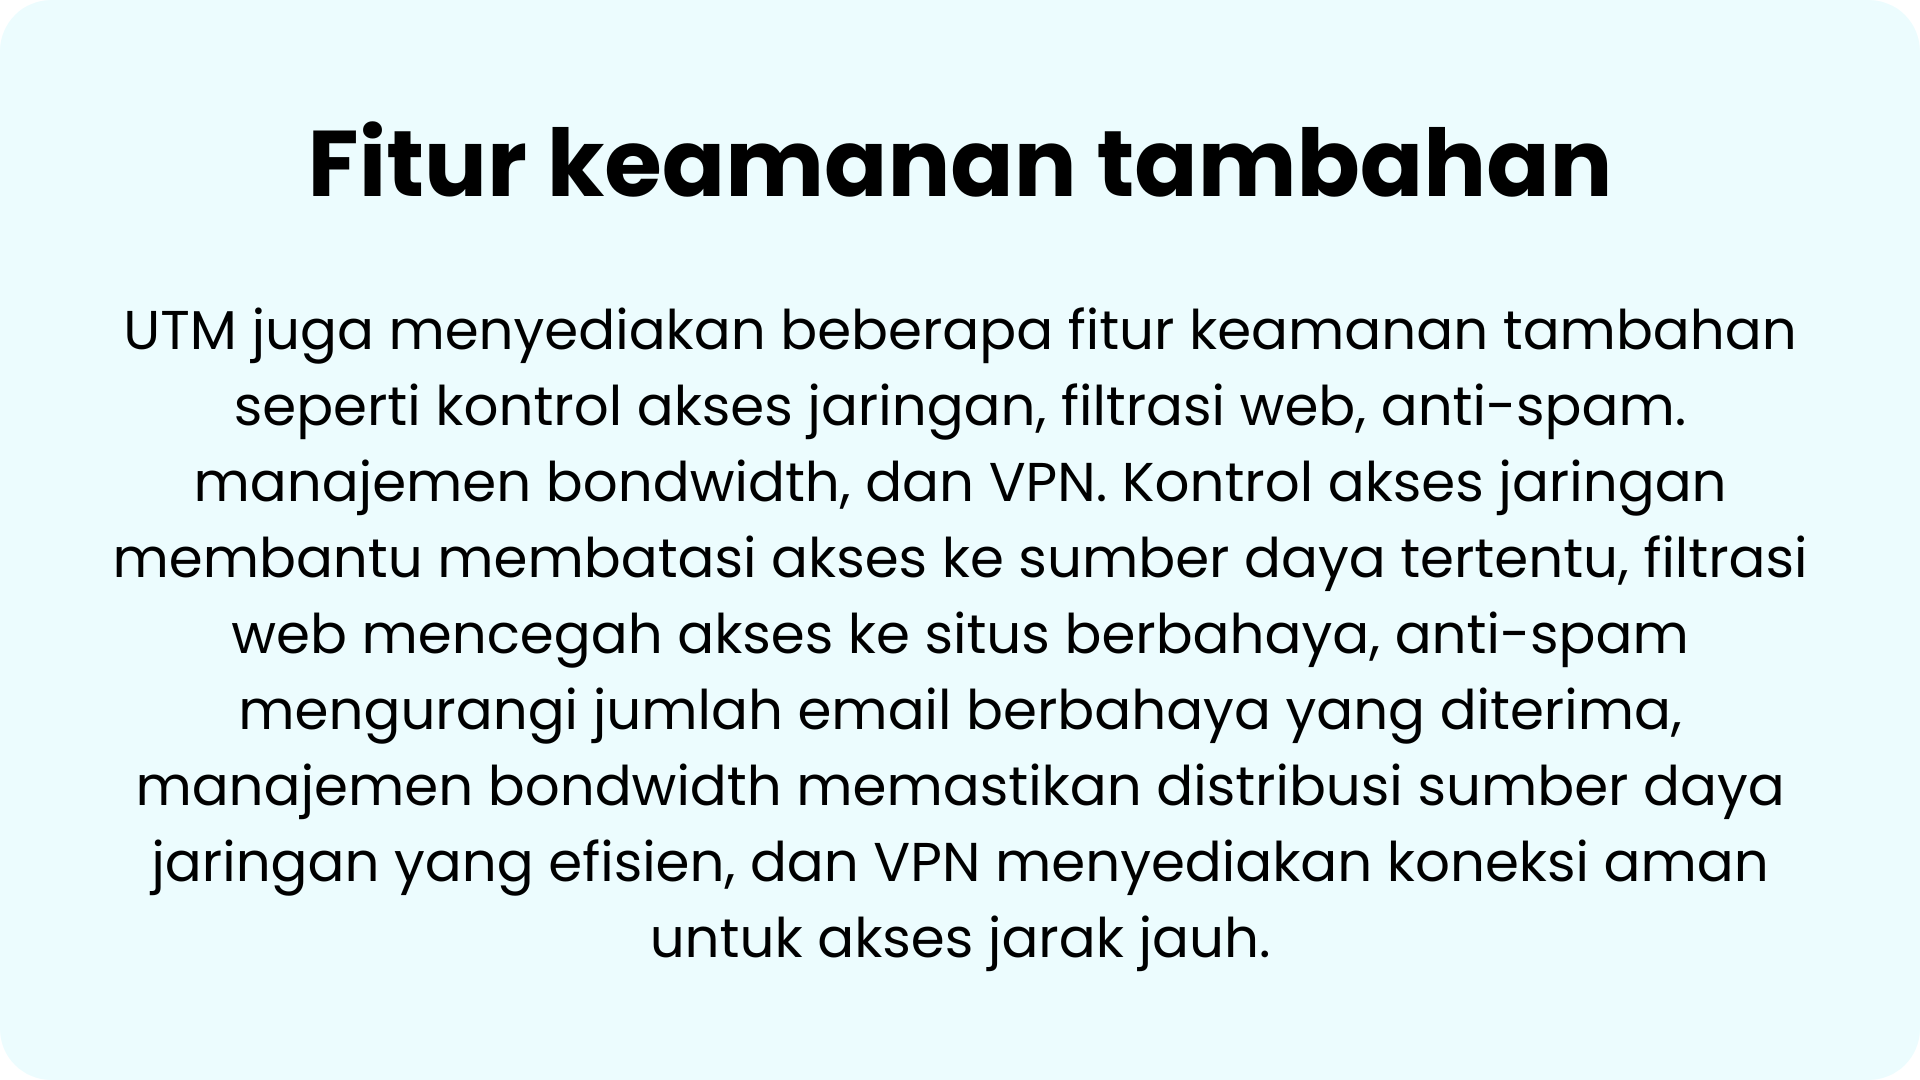 Fitur keamanan tambahan
UTM juga menyediakan beberapa fitur keamanan tambahan
seperti kontrol akses jaringan, filtrasi web, anti-spam.
manajemen bondwidth, dan VPN. Kontrol akses jaringan
membantu membatasi akses ke sumber daya tertentu, filtrasi
web mencegah akses ke situs berbahaya, anti-spam
mengurangi jumlah email berbahaya yang diterima,
manajemen bondwidth memastikan distribusi sumber daya
jaringan yang efisien, dan VPN menyediakan koneksi aman
untuk akses jarak jauh.